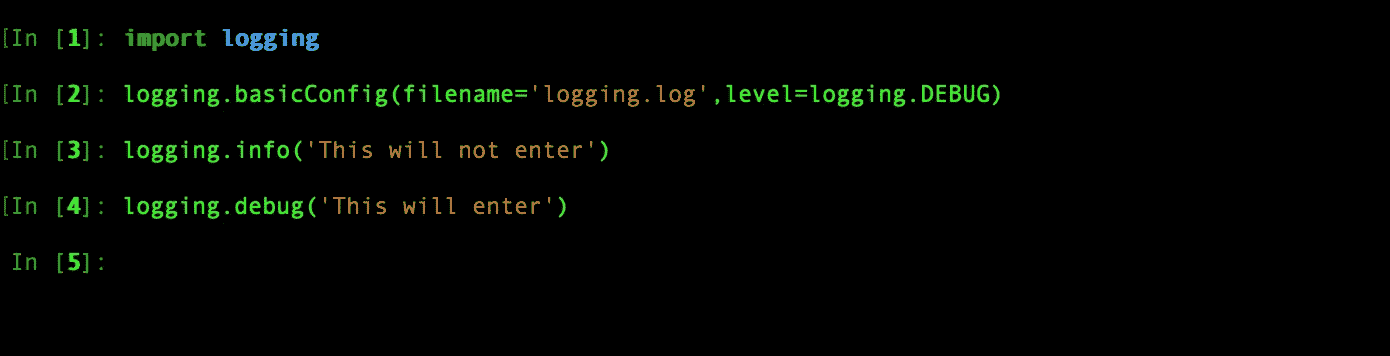 [In [1]: import logging
[In [2]: logging.basicConfig(filename='logging.log',level=logging.DEBUG)
[In [3]: logging.info('This will not enter')
[In [4]: logging.debug('This will enter')
In [5]: